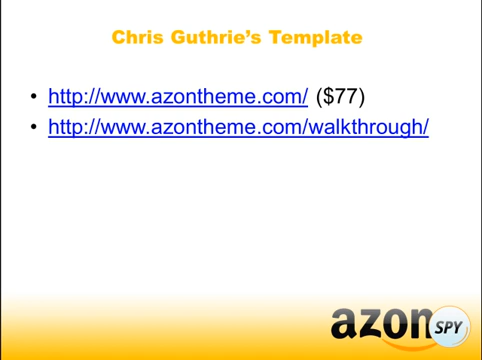 Chris Guthrie's Template
• http://www.azontheme.com/ ($77)
• http://www.azontheme.com/walkthrough/
azon SPY